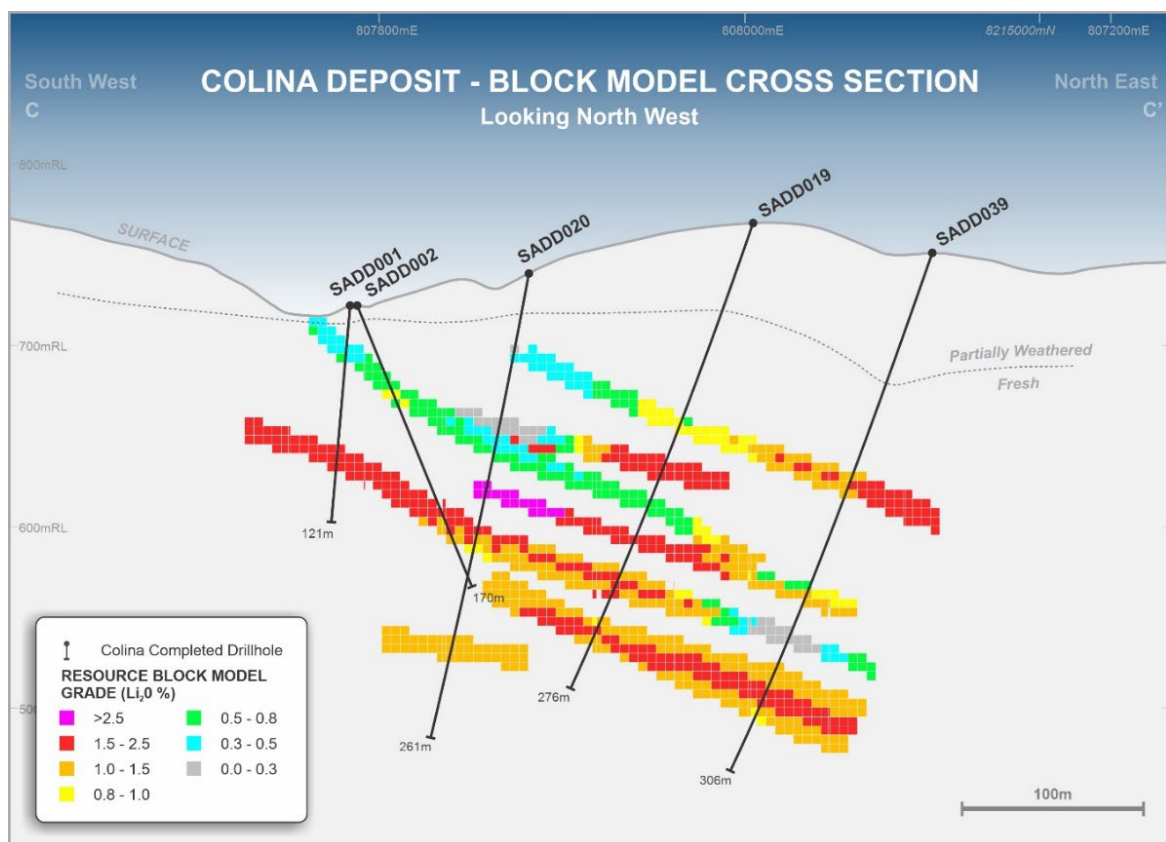 807800mE
808000mE
8215000mN
807200mE
South West
C
COLINA DEPOSIT - BLOCK MODEL CROSS SECTION
Looking North West
North East
C'
800mRL
SURFACE
SADD001
SADD002
SADD020
SADD019
SADD039
700mRL
Partially Weathered
Fresh
600mRL
121m
170m
500
276m
261m
306m
Colina Completed Drillhole
RESOURCE BLOCK MODEL
GRADE (Li₂0 %)
>2.5
0.5 - 0.8
1.5 - 2.5
0.3 - 0.5
1.0 - 1.5
0.0 - 0.3
0.8 - 1.0
100m